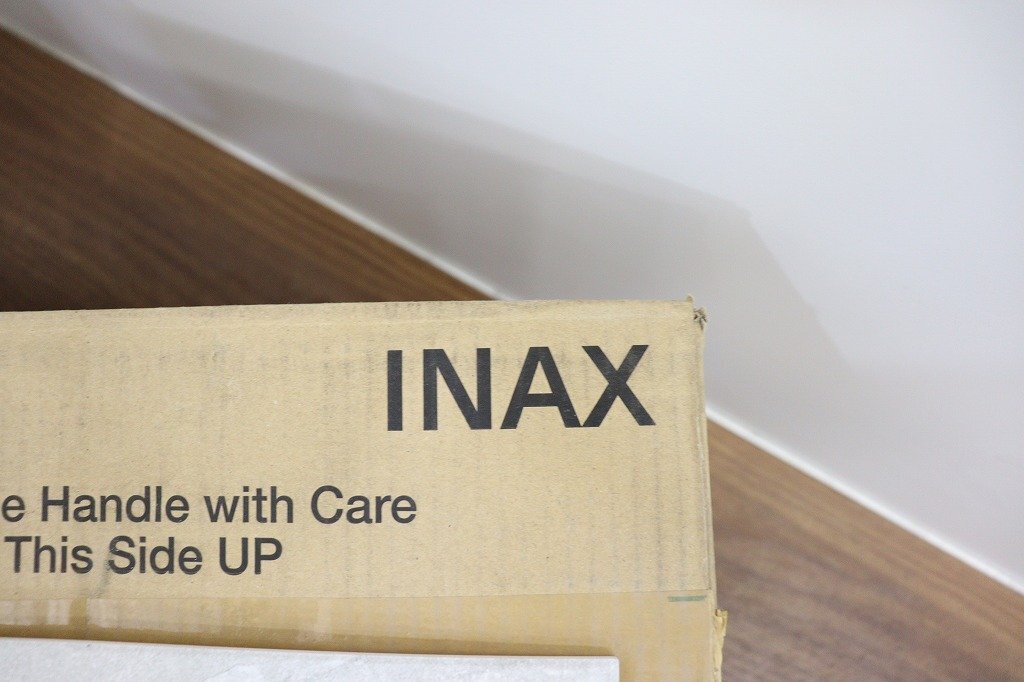 INAX
e Handle with Care
This Side UP